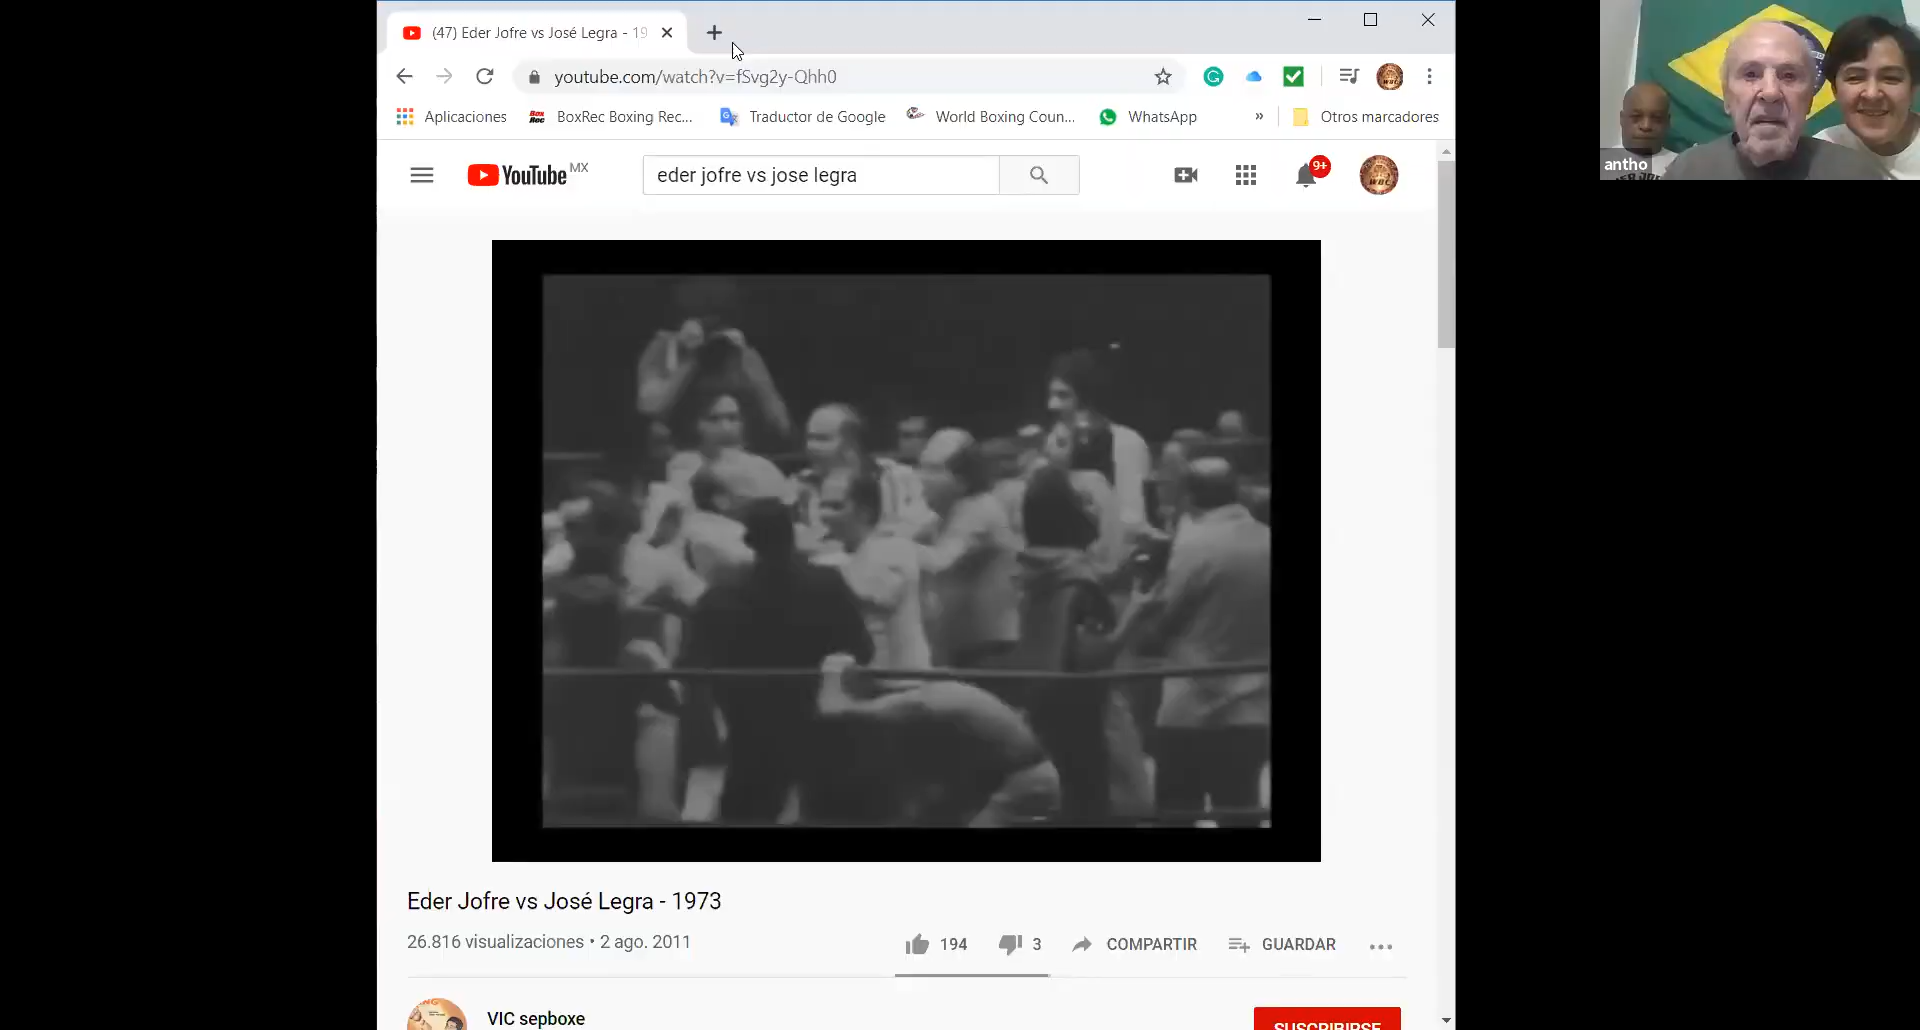 (47) Eder Jofre vs José Legra - 19
youtube.com/watch?v=fSvg2y-Qhh0
Aplicaciones
BoxRec Boxing Rec...
Traductor de Google
World Boxing Coun...
WhatsApp
»
Otros marcadores
YouTube MX
eder jofre vs jose legra
9+
antho
Eder Jofre vs José Legra - 1973
26.816 visualizaciones • 2 ago. 2011
194
3
COMPARTIR
GUARDAR
VIC sepboxe
SUSCRIBIRSE